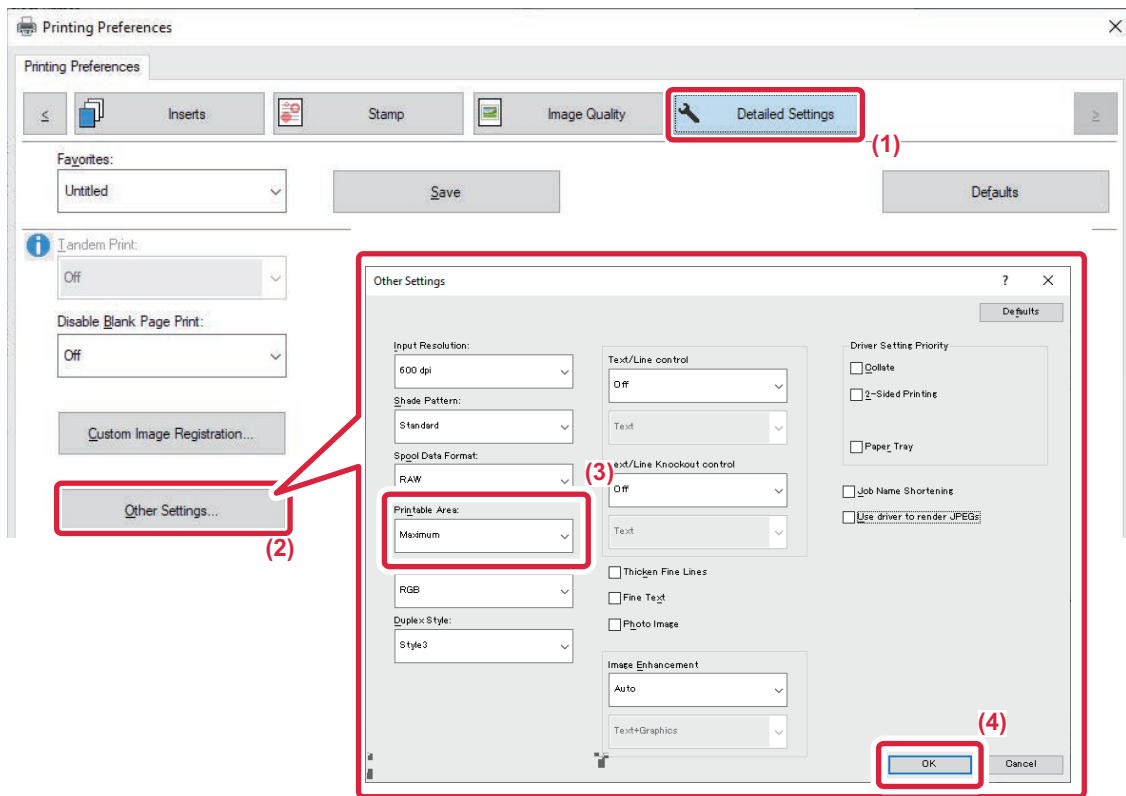 Printing Preferences
Printing Preferences
≤
Inserts
Stamp
Image Quality
Detailed Settings
≥
(1)
Favorites:
Untitled
Save
Defaults
Tandem Print:
Off
Disable Blank Page Print:
Off
Custom Image Registration...
Other Settings...
(2)
Other Settings
?
Defaults
Input Resolution:
600 dpi
Shade Pattern:
Standard
Spool Data Format:
RAW
(3)
Printable Area:
Maximum
RGB
Duplex Style:
Style3
Text/Line control
Off
Text
Text/Line Knockout control
Off
Text
Thicken Fine Lines
Fine Text
Photo Image
Image Enhancement
Auto
Text+Graphics
Driver Setting Priority
Collate
2-Sided Printing
Paper Tray
Job Name Shortening
Use driver to render JPEGs
(4)
OK
Cancel